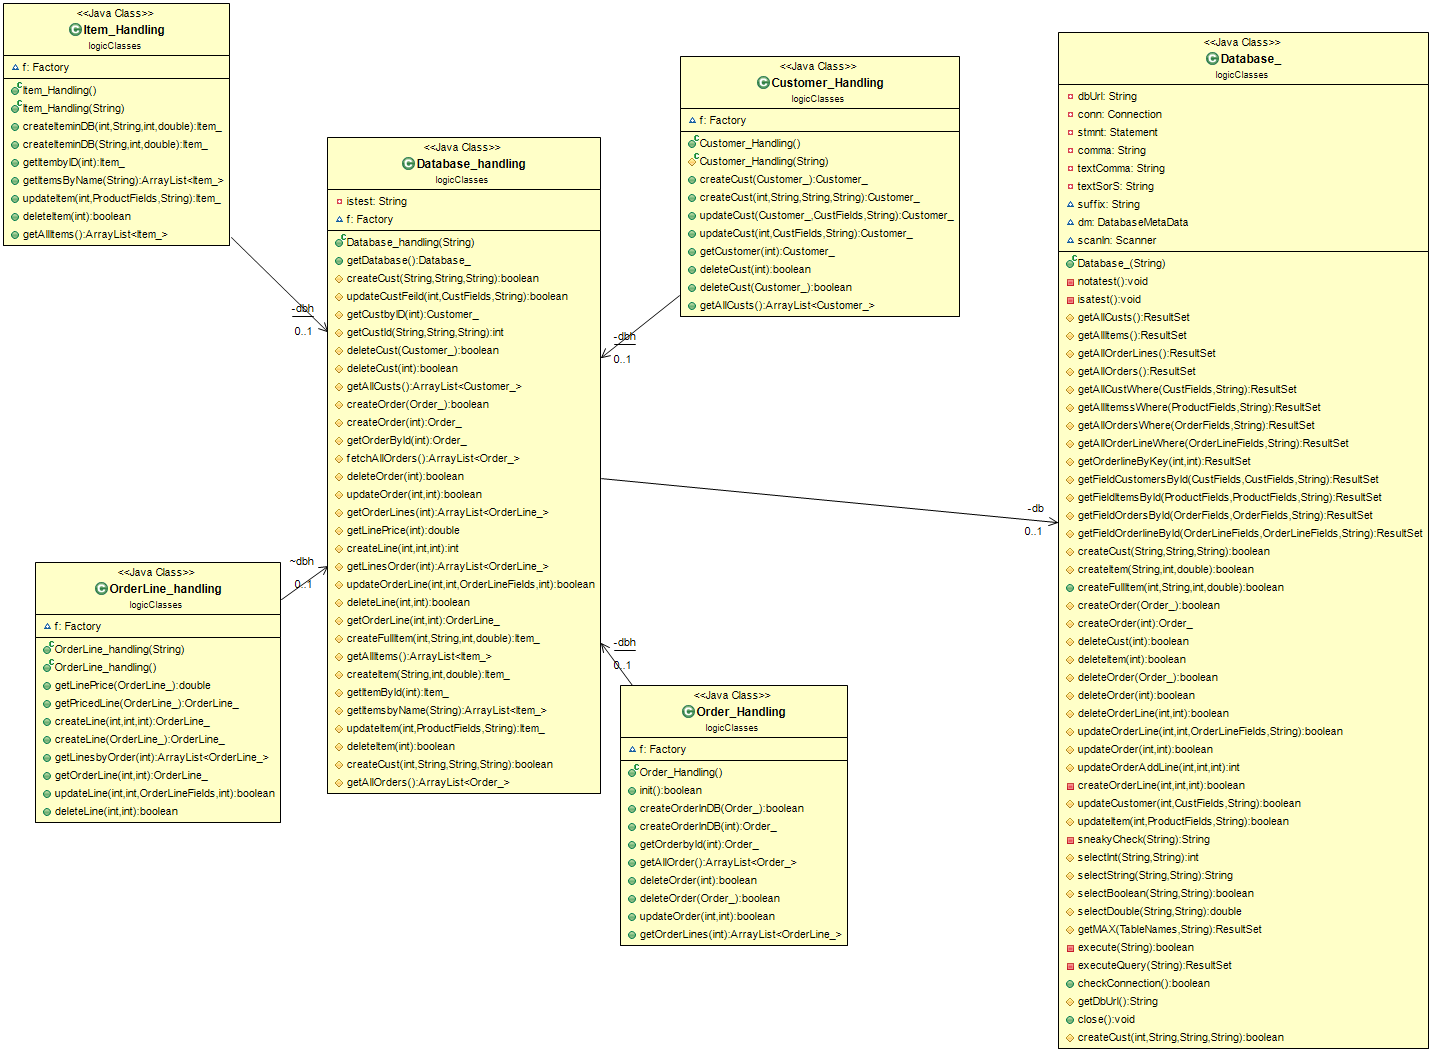 <<Java Class>>
Item_Handling
logicClasses
f: Factory
Item_Handling()
Item_Handling(String)
createIteminDB(int,String,int,double):Item_
createIteminDB(String,int,double):Item_
getItembyID(int):Item_
getItemsByName(String):ArrayList<Item_>
updateItem(int,ProductFields,String):Item_
deleteItem(int):boolean
getAllItems():ArrayList<Item_>
-dbh
0..1
<<Java Class>>
Database_handling
logicClasses
istest: String
f: Factory
Database_handling(String)
getDatabase():Database_
createCust(String,String,String):boolean
updateCustFeild(int,CustFields,String):boolean
getCustbyID(int):Customer_
getCustId(String,String,String):int
deleteCust(Customer_):boolean
deleteCust(int):boolean
getAllCusts():ArrayList<Customer_>
createOrder(Order_):boolean
createOrder(int):Order_
getOrderById(int):Order_
fetchAllOrders():ArrayList<Order_>
deleteOrder(int):boolean
updateOrder(int,int):boolean
getOrderLines(int):ArrayList<OrderLine_>
getLinePrice(int):double
createLine(int,int,int):int
getLinesOrder(int):ArrayList<OrderLine_>
updateOrderLine(int,int,OrderLineFields,int):boolean
deleteLine(int,int):boolean
getOrderLine(int,int):OrderLine_
createFullItem(int,String,int,double):Item_
getAllItems():ArrayList<Item_>
createItem(String,int,double):Item_
getItemById(int):Item_
getItemsbyName(String):ArrayList<Item_>
updateItem(int,ProductFields,String):Item_
deleteItem(int):boolean
createCust(int,String,String,String):boolean
getAllOrders():ArrayList<Order_>
<<Java Class>>
Customer_Handling
logicClasses
f: Factory
Customer_Handling()
Customer_Handling(String)
createCust(Customer_):Customer_
createCust(int,String,String,String):Customer_
updateCust(Customer_,CustFields,String):Customer_
updateCust(int,CustFields,String):Customer_
getCustomer(int):Customer_
deleteCust(int):boolean
deleteCust(Customer_):boolean
getAllCusts():ArrayList<Customer_>
-dbh
0..1
<<Java Class>>
OrderLine_handling
logicClasses
f: Factory
OrderLine_handling(String)
OrderLine_handling()
getLinePrice(OrderLine_):double
getPricedLine(OrderLine_):OrderLine_
createLine(int,int,int):OrderLine_
createLine(OrderLine_):OrderLine_
getLinesbyOrder(int):ArrayList<OrderLine_>
getOrderLine(int,int):OrderLine_
updateLine(int,int,OrderLineFields,int):boolean
deleteLine(int,int):boolean
~dbh
0..1
-dbh
0..1
<<Java Class>>
Order_Handling
logicClasses
f: Factory
Order_Handling()
init():boolean
createOrderInDB(Order_):boolean
createOrderInDB(int):Order_
getOrderbyId(int):Order_
getAllOrder():ArrayList<Order_>
deleteOrder(int):boolean
deleteOrder(Order_):boolean
updateOrder(int,int):boolean
getOrderLines(int):ArrayList<OrderLine_>
-db
0..1
<<Java Class>>
Database_
logicClasses
dbUrl: String
conn: Connection
stmnt: Statement
comma: String
textComma: String
textSorS: String
suffix: String
dm: DatabaseMetaData
scanIn: Scanner
Database_(String)
notatest():void
isatest():void
getAllCusts():ResultSet
getAllItems():ResultSet
getAllOrderLines():ResultSet
getAllOrders():ResultSet
getAllCustWhere(CustFields,String):ResultSet
getAllItemssWhere(ProductFields,String):ResultSet
getAllOrdersWhere(OrderFields,String):ResultSet
getAllOrderLineWhere(OrderLineFields,String):ResultSet
getOrderlineByKey(int,int):ResultSet
getFieldCustomersById(CustFields,CustFields,String):ResultSet
getFieldItemsById(ProductFields,ProductFields,String):ResultSet
getFieldOrdersById(OrderFields,OrderFields,String):ResultSet
getFieldOrderlineById(OrderLineFields,OrderLineFields,String):ResultSet
createCust(String,String,String):boolean
createItem(String,int,double):boolean
createFullItem(int,String,int,double):boolean
createOrder(Order_):boolean
createOrder(int):Order_
deleteCust(int):boolean
deleteItem(int):boolean
deleteOrder(Order_):boolean
deleteOrder(int):boolean
deleteOrderLine(int,int):boolean
updateOrderLine(int,int,OrderLineFields,String):boolean
updateOrder(int,int):boolean
updateOrderAddLine(int,int,int):int
createOrderLine(int,int,int):boolean
updateCustomer(int,CustFields,String):boolean
updateItem(int,ProductFields,String):boolean
sneakyCheck(String):String
selectInt(String,String):int
selectString(String,String):String
selectBoolean(String,String):boolean
selectDouble(String,String):double
getMAX(TableNames,String):ResultSet
execute(String):boolean
executeQuery(String):ResultSet
checkConnection():boolean
getDbUrl():String
close():void
createCust(int,String,String,String):boolean